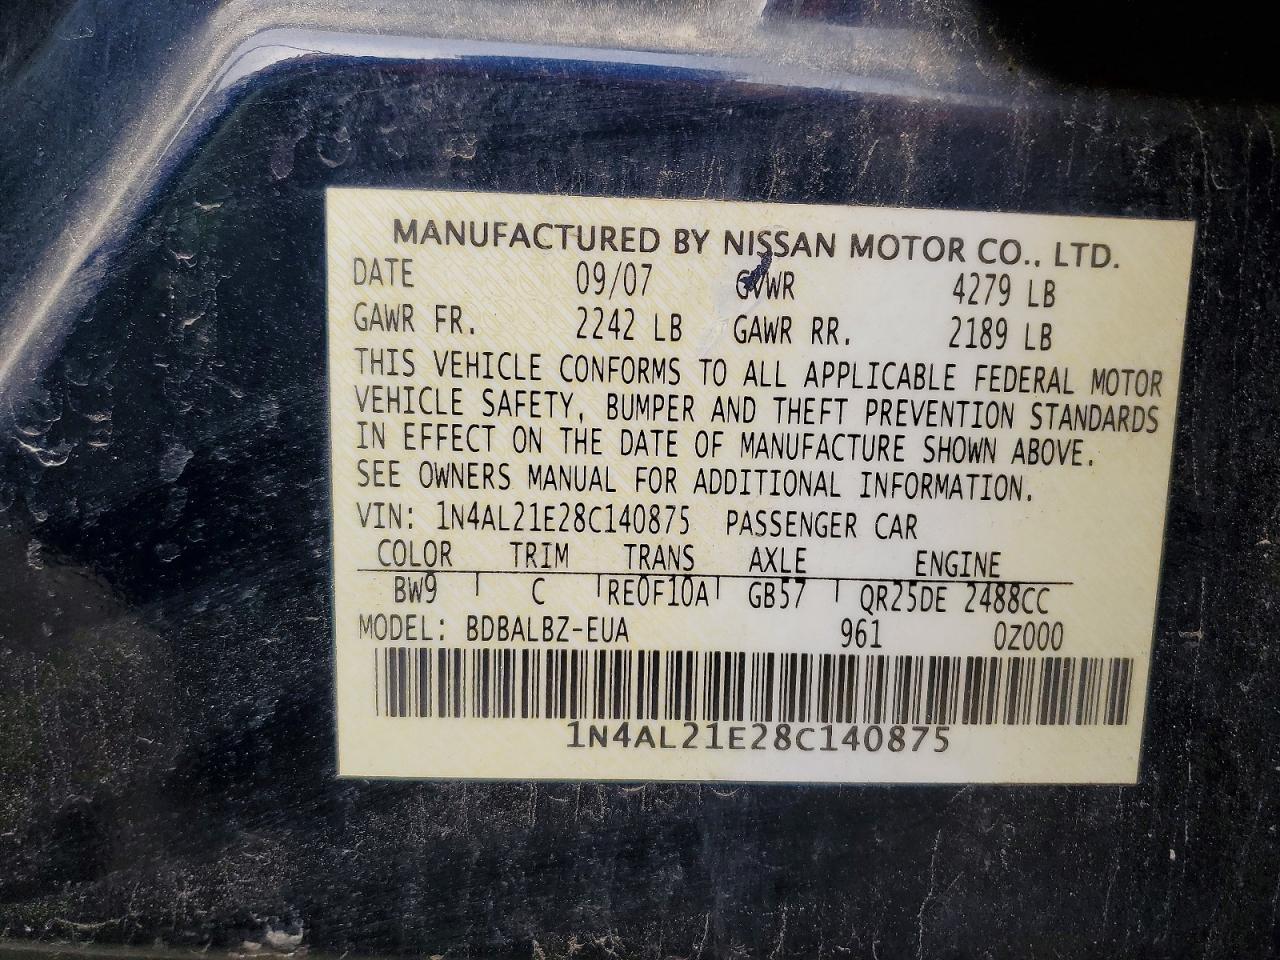 MANUFACTURED BY NISSAN MOTOR CO., LTD.
DATE 09/07 GVWR 4279 LB
GAWR FR. 2242 LB GAWR RR. 2189 LB
THIS VEHICLE CONFORMS TO ALL APPLICABLE FEDERAL MOTOR
VEHICLE SAFETY, BUMPER AND THEFT PREVENTION STANDARDS
IN EFFECT ON THE DATE OF MANUFACTURE SHOWN ABOVE.
SEE OWNERS MANUAL FOR ADDITIONAL INFORMATION.
VIN: 1N4AL21E28C140875 PASSENGER CAR
COLOR TRIM TRANS AXLE ENGINE
BW9 C RE0F10A GB57 QR25DE 2488CC
MODEL: BDBALBZ-EUA 961 0Z000
1N4AL21E28C140875